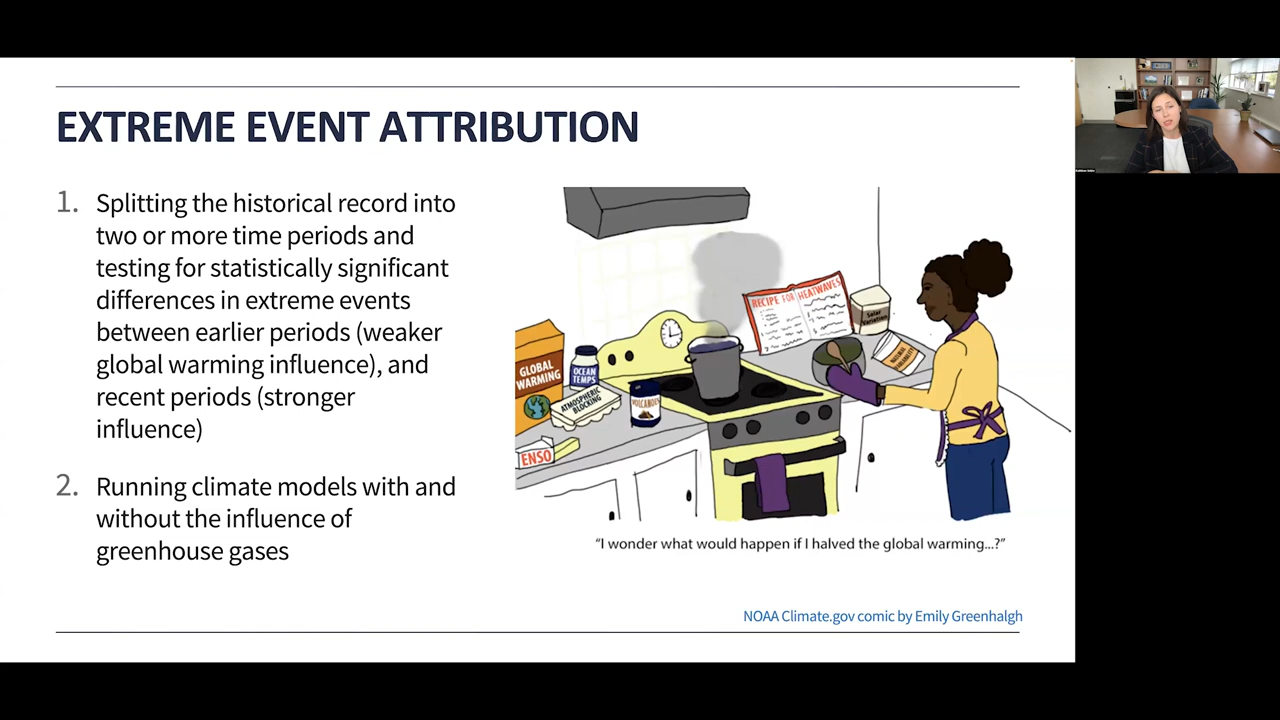 EXTREME EVENT ATTRIBUTION
1. Splitting the historical record into
two or more time periods and
testing for statistically significant
differences in extreme events
between earlier periods (weaker
global warming influence), and
recent periods (stronger
influence)
2. Running climate models with and
without the influence of
greenhouse gases
RECIPE FOR HEATWAVES
Solar
Variation
GLOBAL
WARMING
OCEAN
TEMPS
ATMOSPHERIC
BLOCKING
VOLCANOES
NATURAL
VARIABILITY
ENSO
“I wonder what would happen if I halved the global warming...?”
NOAA Climate.gov comic by Emily Greenhalgh